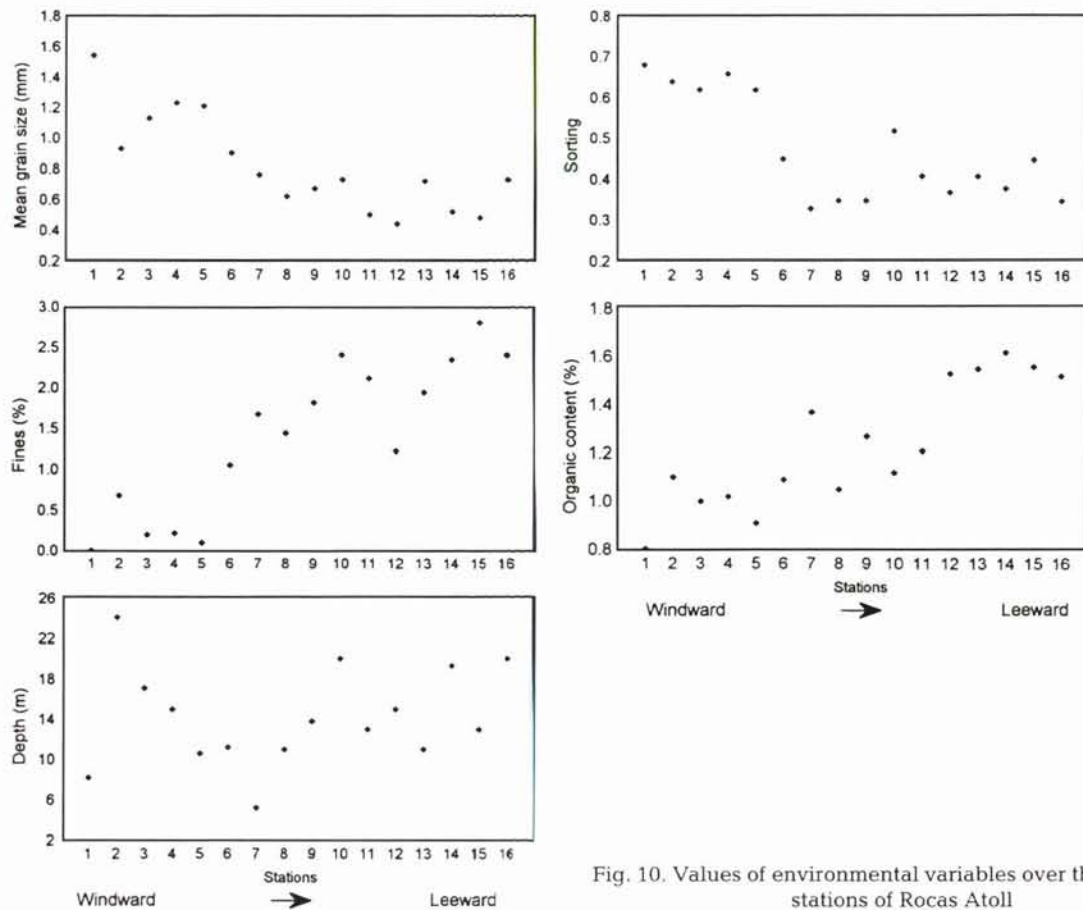 1.8
1.6
1.4
1.2
1.0
0.8
0.6
0.4
0.2
Mean grain size (mm)
1 2 3 4 5 6 7 8 9 10 11 12 13 14 15 16
0.8
0.7
0.6
0.5
0.4
0.3
0.2
Sorting
1 2 3 4 5 6 7 8 9 10 11 12 13 14 15 16
3.0
2.5
2.0
1.5
1.0
0.5
0.0
Fines (%)
1 2 3 4 5 6 7 8 9 10 11 12 13 14 15 16
1.8
1.6
1.4
1.2
1.0
0.8
Organic content (%)
1 2 3 4 5 6 7 8 9 10 11 12 13 14 15 16
Stations
Windward → Leeward
26
22
18
14
10
6
2
Depth (m)
1 2 3 4 5 6 7 8 9 10 11 12 13 14 15 16
Stations
Windward → Leeward
Fig. 10. Values of environmental variables over
stations of Rocas Atoll